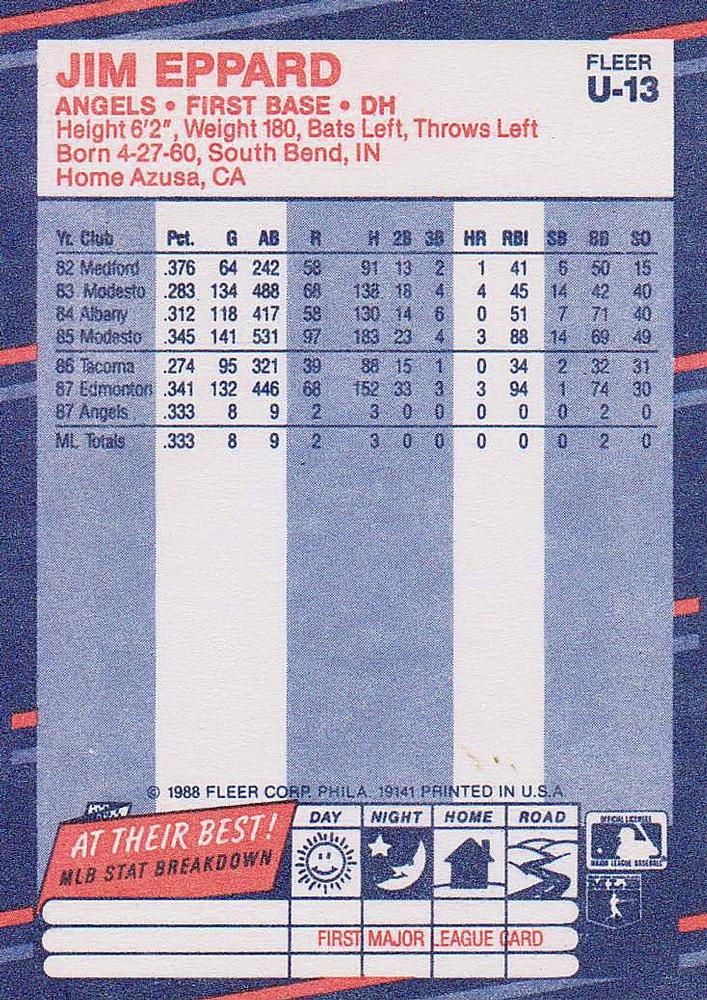 JIM EPPARD
FLEER
U-13
ANGELS • FIRST BASE • DH
Height 6'2", Weight 180, Bats Left, Throws Left
Born 4-27-60, South Bend, IN
Home Azusa, CA
Yr. Club Pct. G AB R H 2B 3B HR RBI SB BB SO
82 Medford .376 64 242 58 91 13 2 1 41 6 50 15
83 Modesto .283 134 488 68 138 18 4 4 45 14 42 40
84 Albany .312 118 417 58 130 14 6 0 51 7 71 40
85 Modesto .345 141 531 97 183 23 4 3 88 14 69 49
86 Tacoma .274 95 321 39 88 15 1 0 34 2 32 31
87 Edmonton .341 132 446 68 152 33 3 3 94 1 74 30
87 Angels .333 8 9 2 3 0 0 0 0 0 2 0
ML Totals .333 8 9 2 3 0 0 0 0 0 2 0
© 1988 FLEER CORP. PHILA. 19141 PRINTED IN U.S.A.
AT THEIR BEST!
MLB STAT BREAKDOWN
DAY NIGHT HOME ROAD
OFFICIAL LICENSEE
MAJOR LEAGUE BASEBALL
FIRST MAJOR LEAGUE CARD